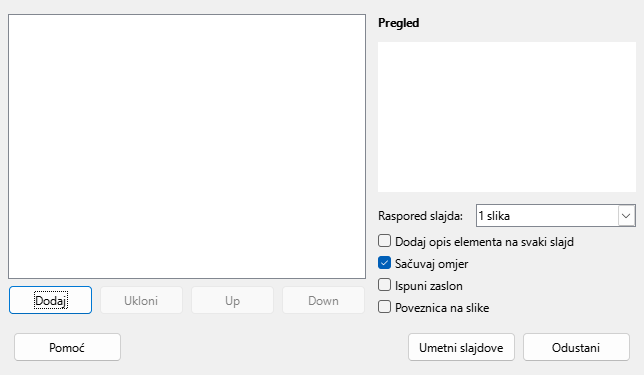 Pregled
Raspored slajda: 1 slika
Dodaj opis elementa na svaki slajd
Sačuvaj omjer
Ispuni zaslon
Poveznica na slike
Dodaj Ukloni Up Down
Pomoć Umetni slajdove Odustani